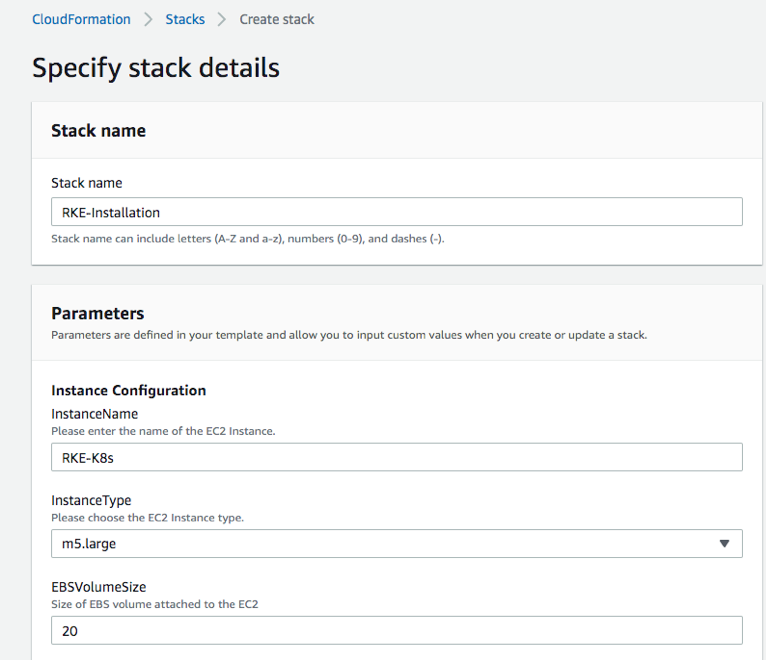 CloudFormation > Stacks > Create stack
Specify stack details
Stack name
Stack name
RKE-Installation
Stack name can include letters (A-Z and a-z), numbers (0-9), and dashes (-).
Parameters
Parameters are defined in your template and allow you to input custom values when you create or update a stack.
Instance Configuration
InstanceName
Please enter the name of the EC2 Instance.
RKE-K8s
InstanceType
Please choose the EC2 Instance type.
m5.large
EBSVolumeSize
Size of EBS volume attached to the EC2
20